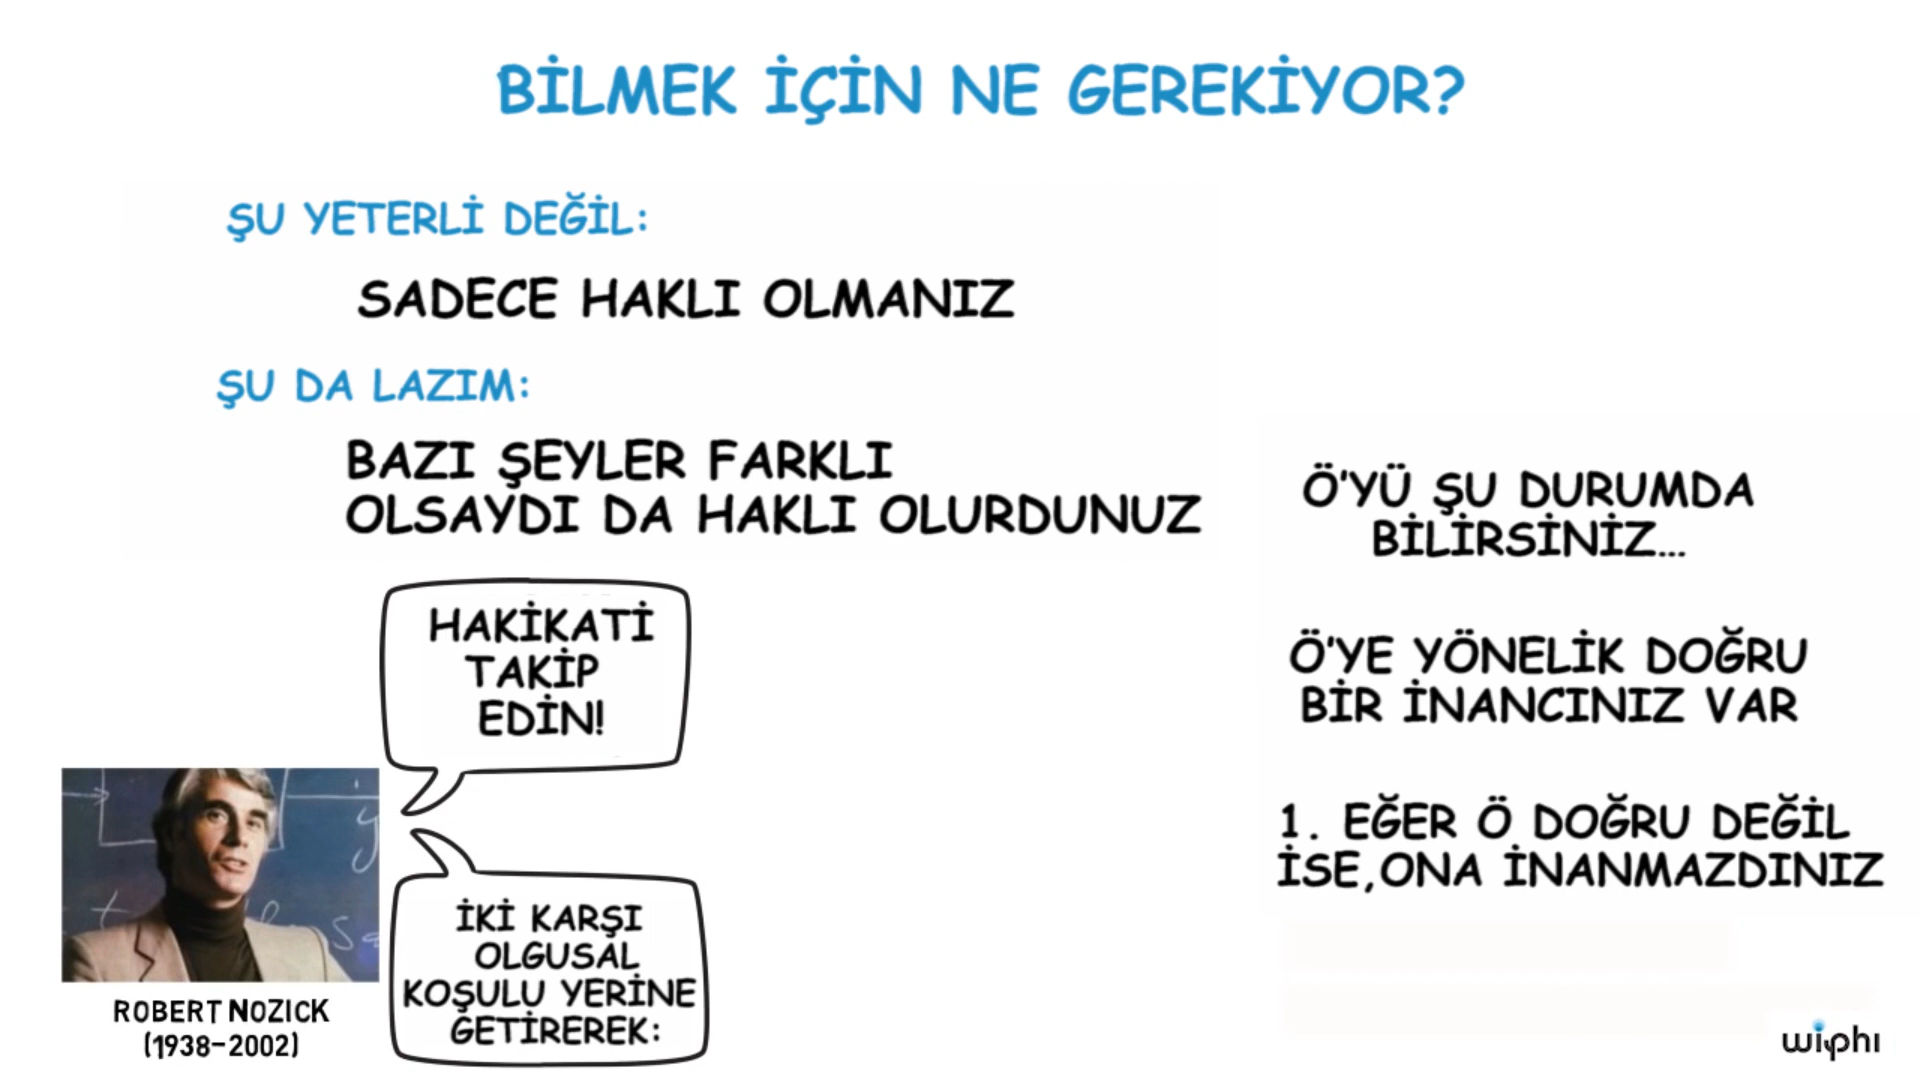 BİLMEK İÇİN NE GEREKİYOR?
ŞU YETERLİ DEĞİL:
SADECE HAKLI OLMANIZ
ŞU DA LAZIM:
BAZI ŞEYLER FARKLI
OLSAYDI DA HAKLI OLURDUNUZ
HAKİKATİ
TAKİP
EDİN!
İKİ KARŞI
OLGUSAL
KOŞULU YERİNE
GETİREREK:
ROBERT NOZICK
(1938-2002)
Ö'YÜ ŞU DURUMDA
BİLİRSİNİZ...
Ö'YE YÖNELİK DOĞRU
BİR İNANCINIZ VAR
1. EĞER Ö DOĞRU DEĞİL
İSE,ONA İNANMAZDINIZ
wiphi